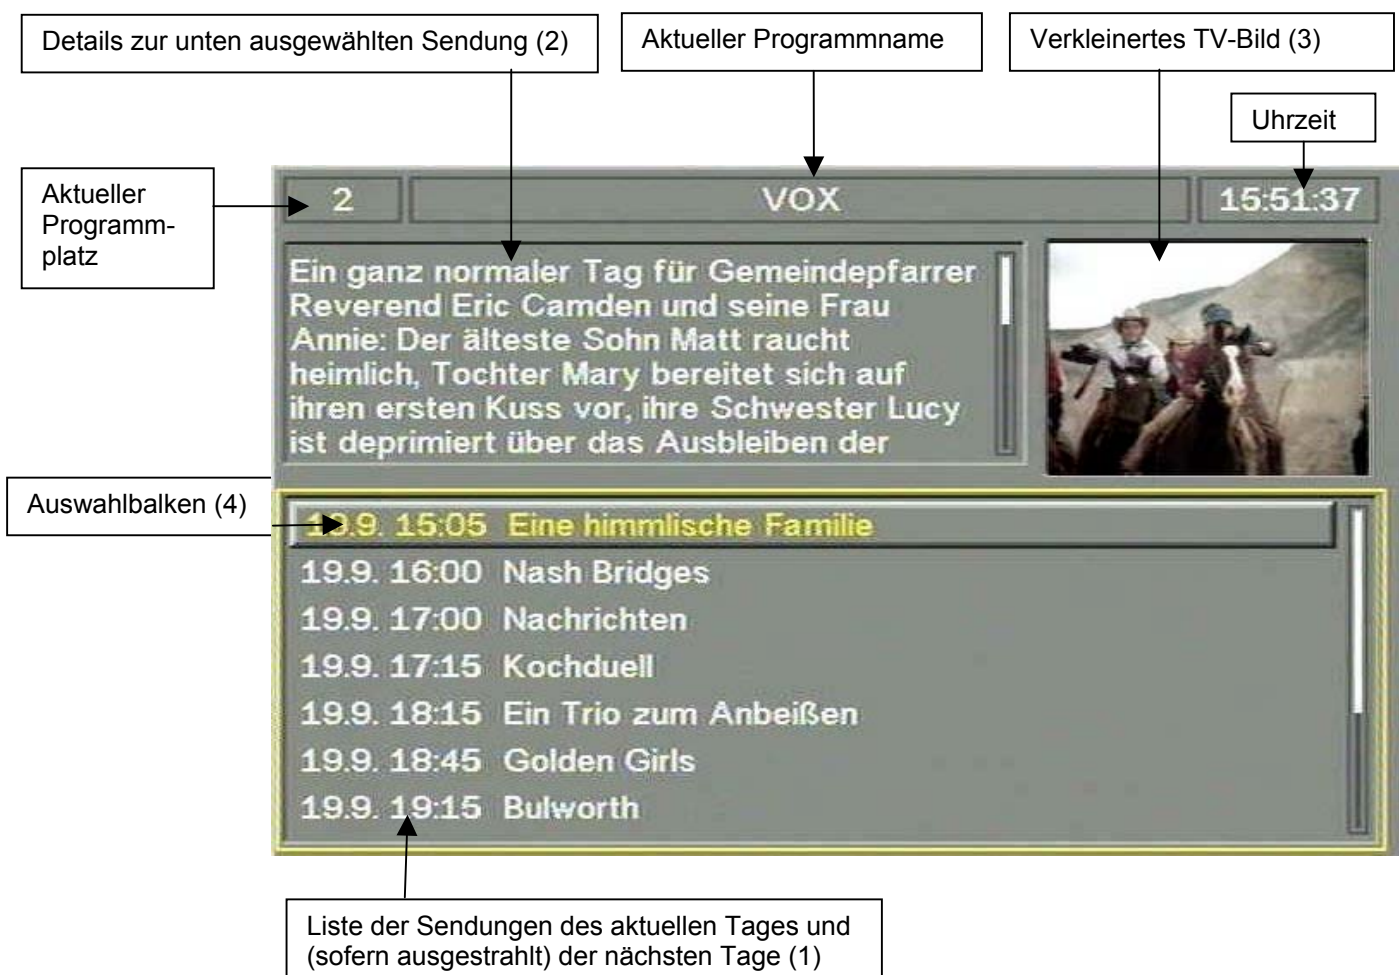 Details zur unten ausgewählten Sendung (2)
Aktueller Programmname
Verkleinertes TV-Bild (3)
Uhrzeit
Aktueller
Programm-
platz
2
VOX
15:51:37
Ein ganz normaler Tag für Gemeindepfarrer
Reverend Eric Camden und seine Frau
Annie: Der älteste Sohn Matt raucht
heimlich, Tochter Mary bereitet sich auf
ihren ersten Kuss vor, ihre Schwester Lucy
ist deprimiert über das Ausbleiben der
Auswahlbalken (4)
19.9. 15:05 Eine himmlische Familie
19.9. 16:00 Nash Bridges
19.9. 17:00 Nachrichten
19.9. 17:15 Kochduell
19.9. 18:15 Ein Trio zum Anbeißen
19.9. 18:45 Golden Girls
19.9. 19:15 Bulworth
Liste der Sendungen des aktuellen Tages und
(sofern ausgestrahlt) der nächsten Tage (1)